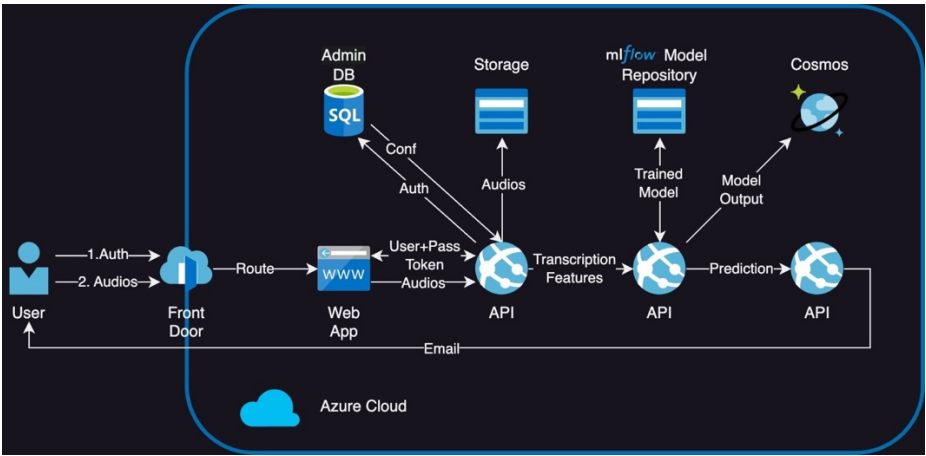 Admin
DB
SQL
Storage
mlflow Model
Repository
Cosmos
Conf
Auth
Audios
Trained
Model
Model
Output
1.Auth
2. Audios
Route
www
User+Pass
Token
Audios
Transcription
Features
Prediction
User
Front
Door
Web
App
API
API
API
Email
Azure Cloud